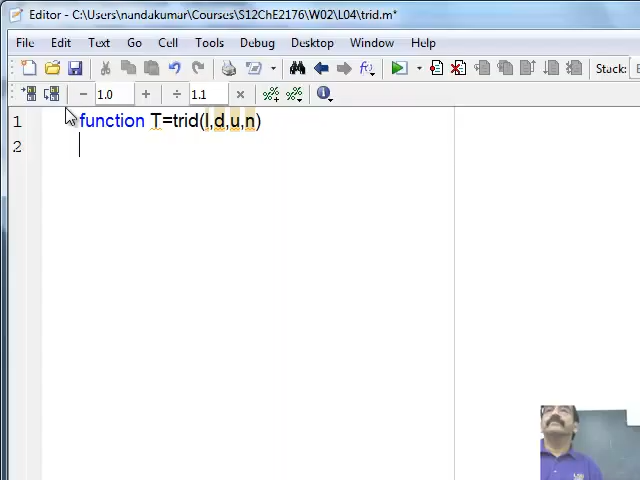 Editor - C:\Users\nandakumar\Courses\S12ChE2176\W02\L04\trid.m*
File Edit Text Go Cell Tools Debug Desktop Window Help
Stack:
1.0 1.1
1 function T=trid(l,d,u,n)
2